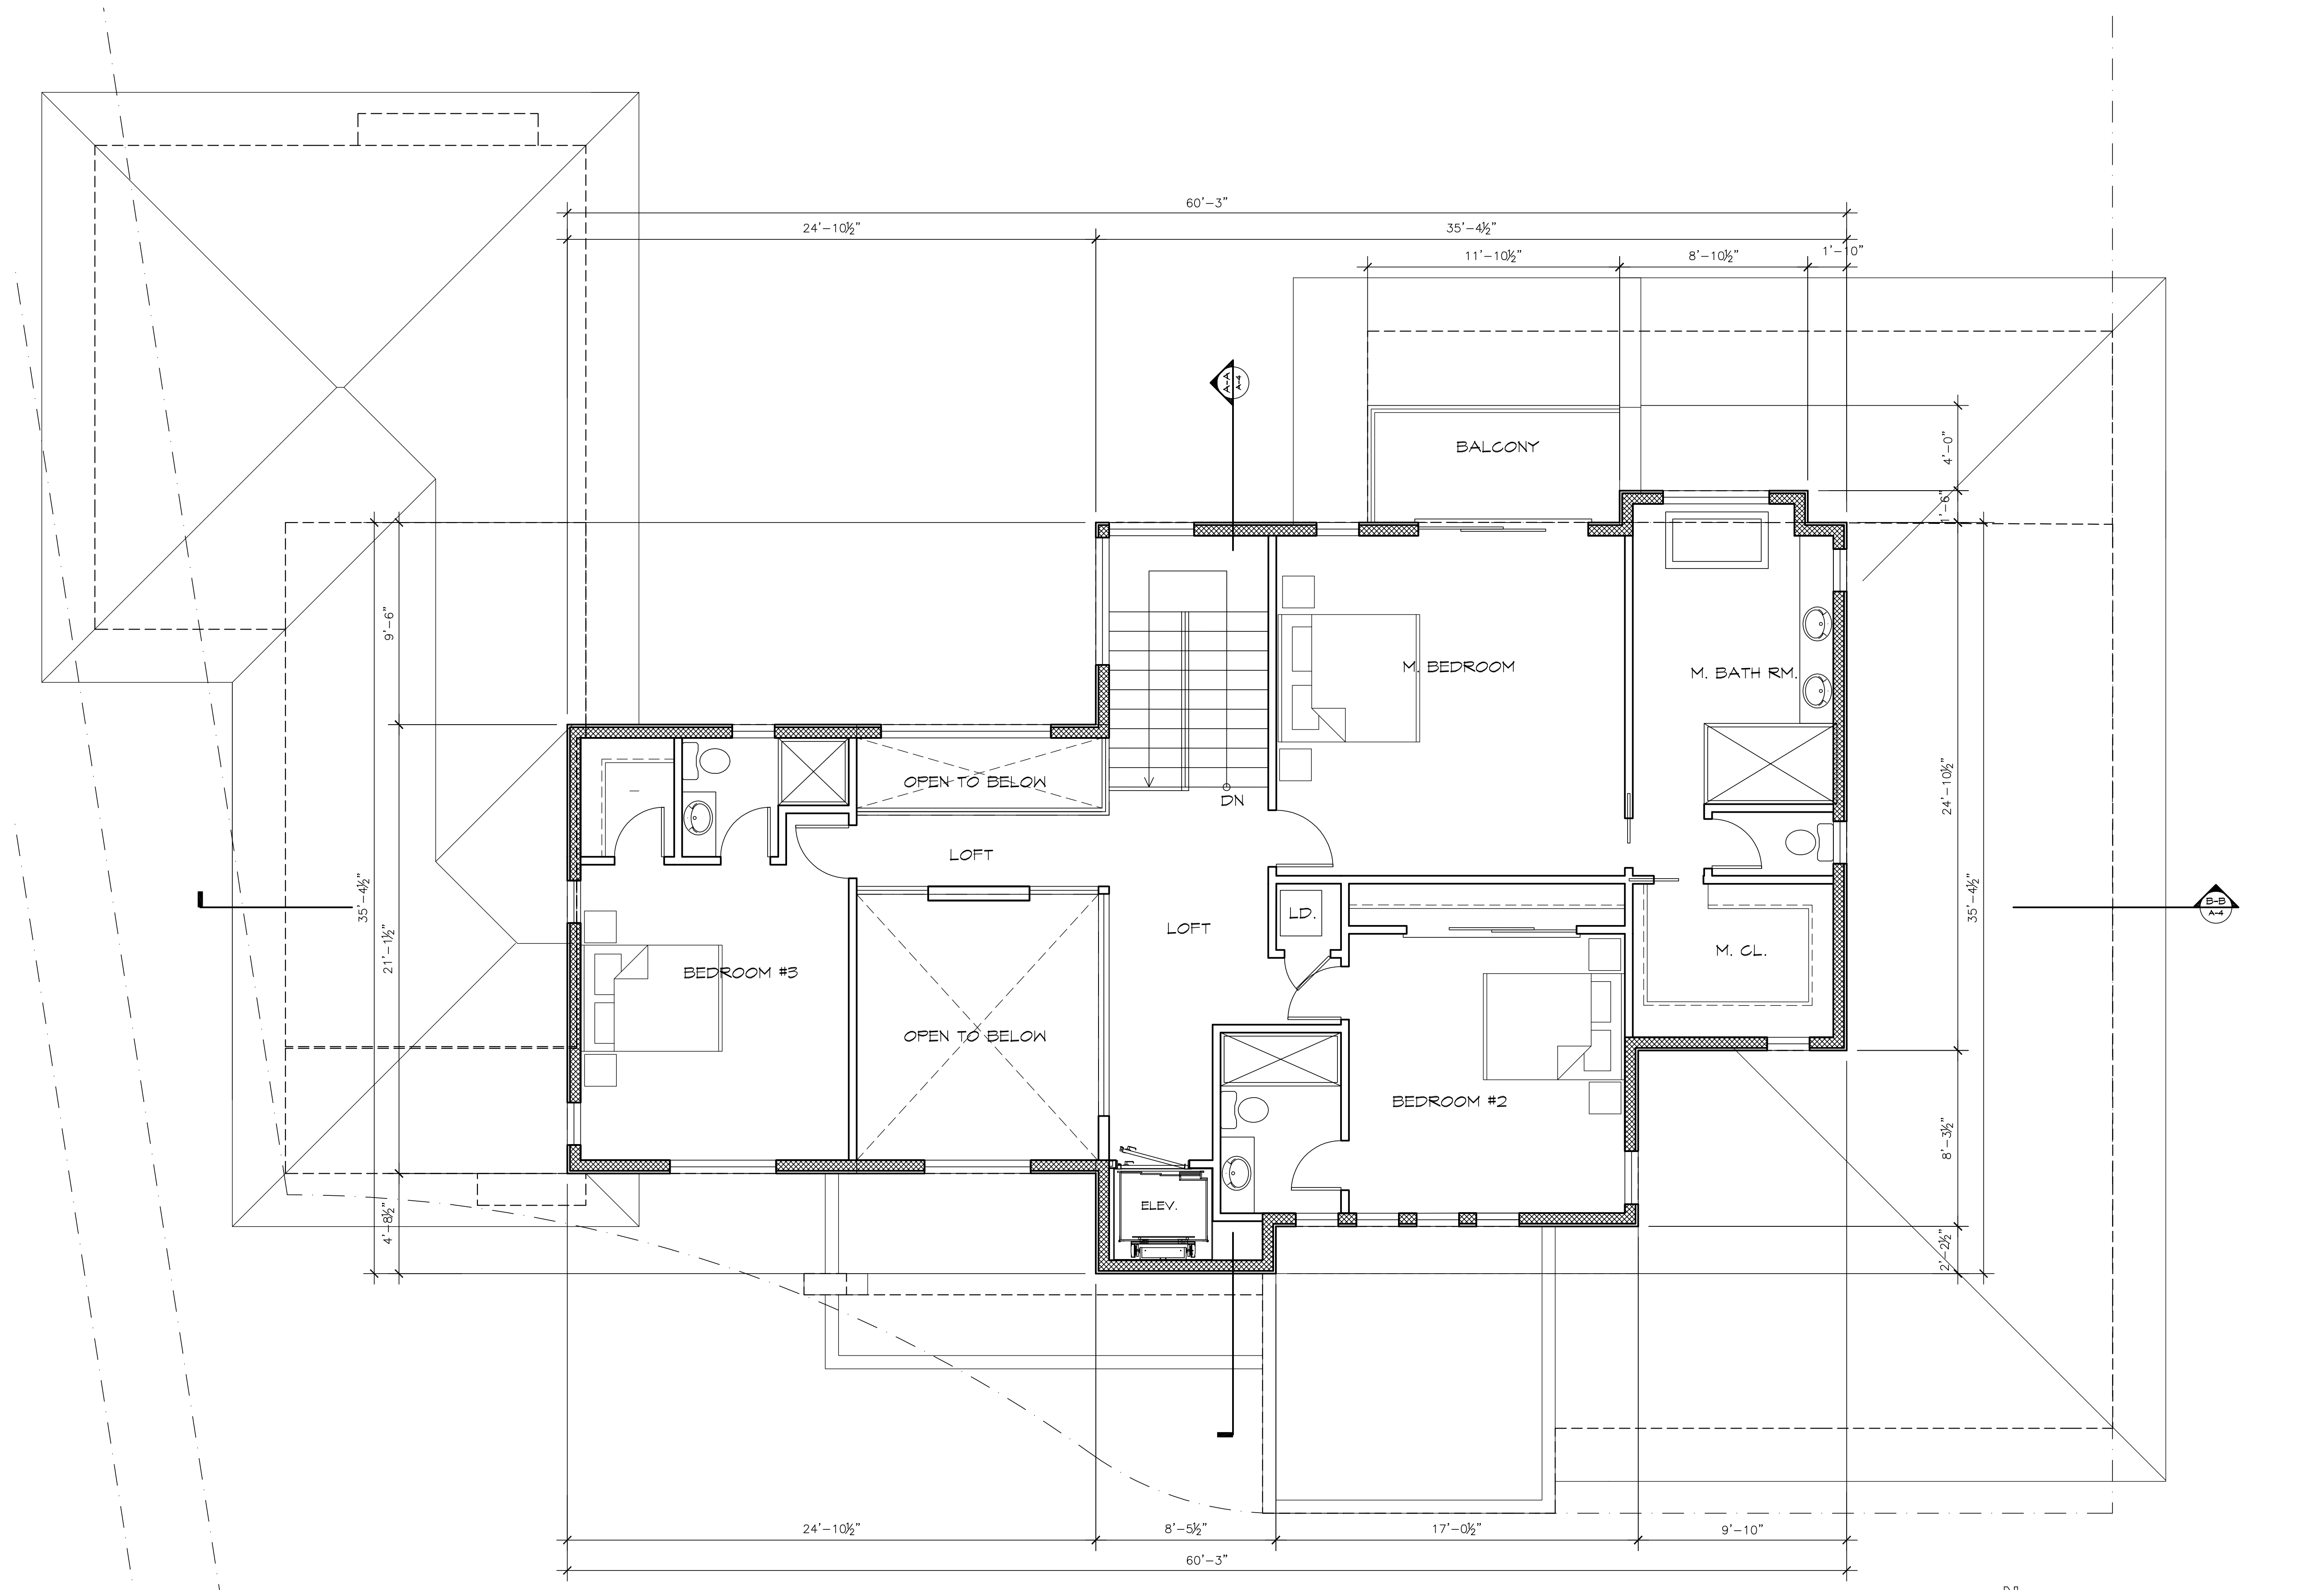 60'-3"
24'-10½"
35'-4½"
11'-10½"
8'-10½"
1'-10"
A-A
A-4
BALCONY
4'-0"
1'-6"
9'-6"
M. BEDROOM
M. BATH RM.
OPEN TO BELOW
DN
24'-10½"
LOFT
35'-4½"
LD.
B-B
A-4
35'-4½"
LOFT
M. CL.
21'-1½"
BEDROOM #3
OPEN TO BELOW
BEDROOM #2
8'-3½"
ELEV.
4'-8½"
2'-2½"
24'-10½"
8'-5½"
17'-0½"
9'-10"
60'-3"